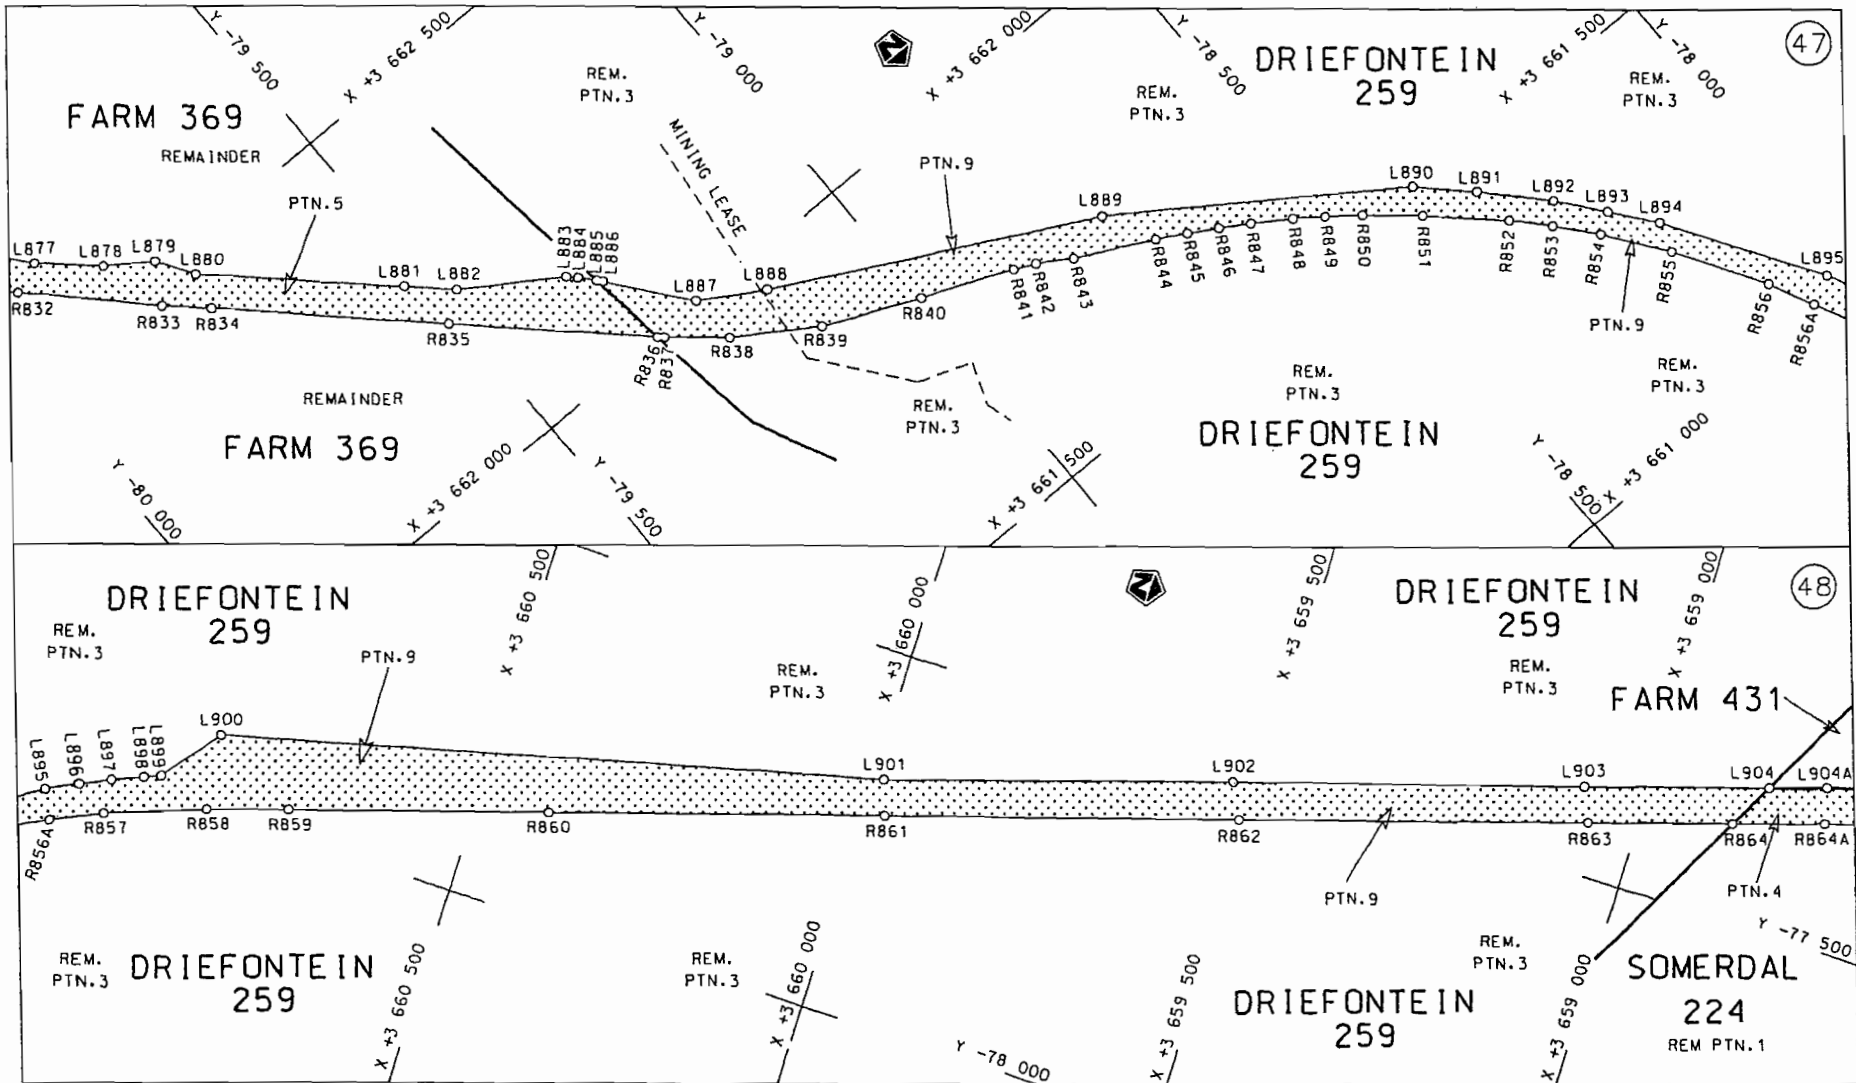 47
Y -79 500
X +3 662 500
Y -79 000
N
X +3 662 000
Y -78 500
DRIEFONTEIN
259
X +3 661 500
Y -78 000
FARM 369
REMAINDER
REM.
PTN.3
REM.
PTN.3
REM.
PTN.3
MINING LEASE
PTN.5
PTN.9
L877
L878
L879
L880
L881
L882
L883
L884
L885
L886
L887
L888
L889
L890
L891
L892
L893
L894
L895
R832
R833
R834
R835
R836
R837
R838
R839
R840
R841
R842
R843
R844
R845
R846
R847
R848
R849
R850
R851
R852
R853
R854
R855
R856
R856A
PTN.9
REMAINDER
FARM 369
REM.
PTN.3
REM.
PTN.3
REM.
PTN.3
DRIEFONTEIN
259
Y -80 000
X +3 662 000
Y -79 500
X +3 661 500
Y -78 500
X +3 661 000
48
DRIEFONTEIN
259
REM.
PTN.3
PTN.9
X +3 660 500
REM.
PTN.3
X +3 660 000
N
X +3 659 500
DRIEFONTEIN
259
REM.
PTN.3
X +3 659 000
FARM 431
L895
L896
L897
L898
L899
L900
L901
L902
L903
L904
L904A
R856A
R857
R858
R859
R860
R861
R862
R863
R864
R864A
PTN.9
PTN.4
REM.
PTN.3
DRIEFONTEIN
259
X +3 660 500
REM.
PTN.3
X +3 660 000
Y -78 000
X +3 659 500
DRIEFONTEIN
259
REM.
PTN.3
X +3 659 000
Y -77 500
SOMERDAL
224
REM PTN.1